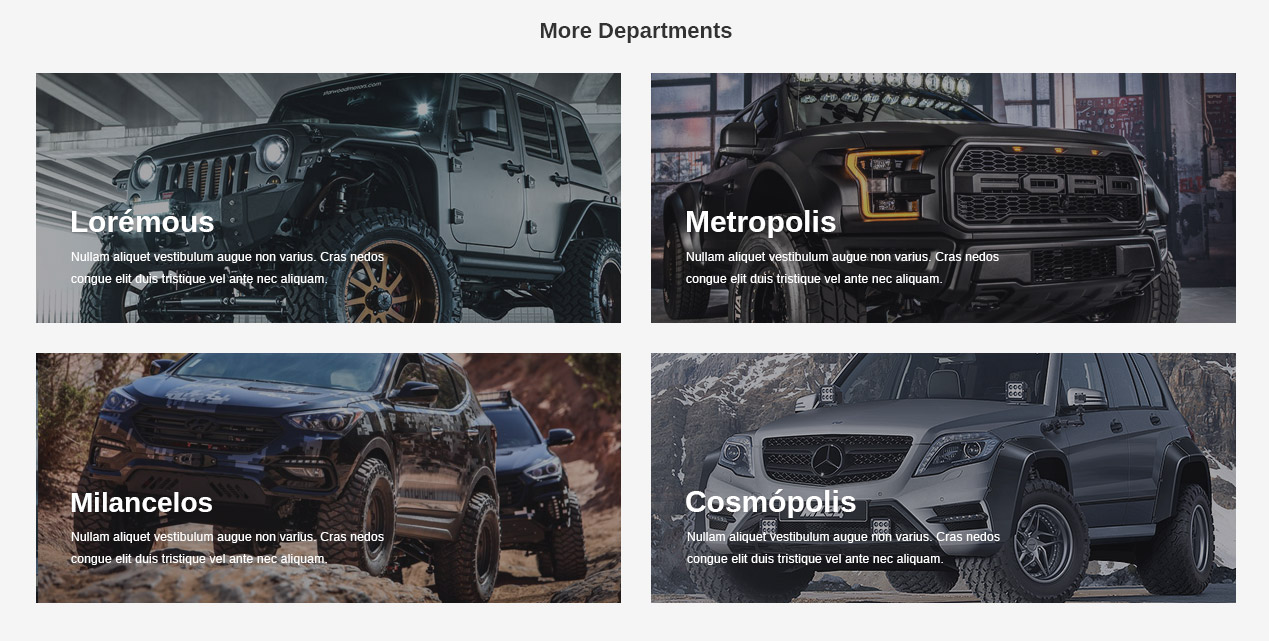 More Departments
starwoodmotors.com
Lorémous
Nullam aliquet vestibulum augue non varius. Cras nedos
congue elit duis tristique vel ante nec aliquam.
FORD
Metropolis
Nullam aliquet vestibulum augue non varius. Cras nedos
congue elit duis tristique vel ante nec aliquam.
Milancelos
Nullam aliquet vestibulum augue non varius. Cras nedos
congue elit duis tristique vel ante nec aliquam.
Cosmópolis
Nullam aliquet vestibulum augue non varius. Cras nedos
congue elit duis tristique vel ante nec aliquam.